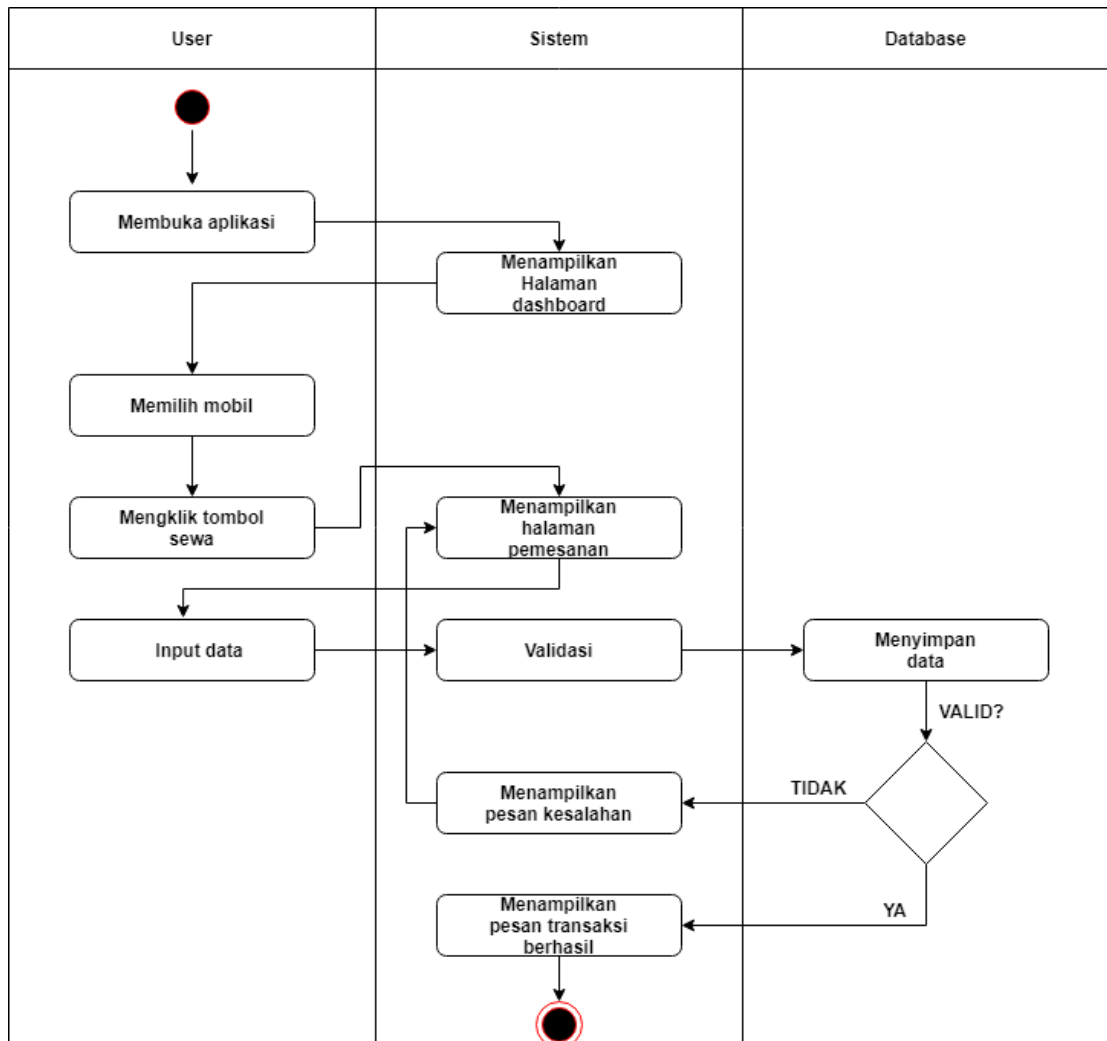 User
Sistem
Database
Membuka aplikasi
Menampilkan
Halaman
dashboard
Memilih mobil
Mengklik tombol
sewa
Menampilkan
halaman
pemesanan
Input data
Validasi
Menyimpan
data
VALID?
TIDAK
Menampilkan
pesan kesalahan
YA
Menampilkan
pesan transaksi
berhasil